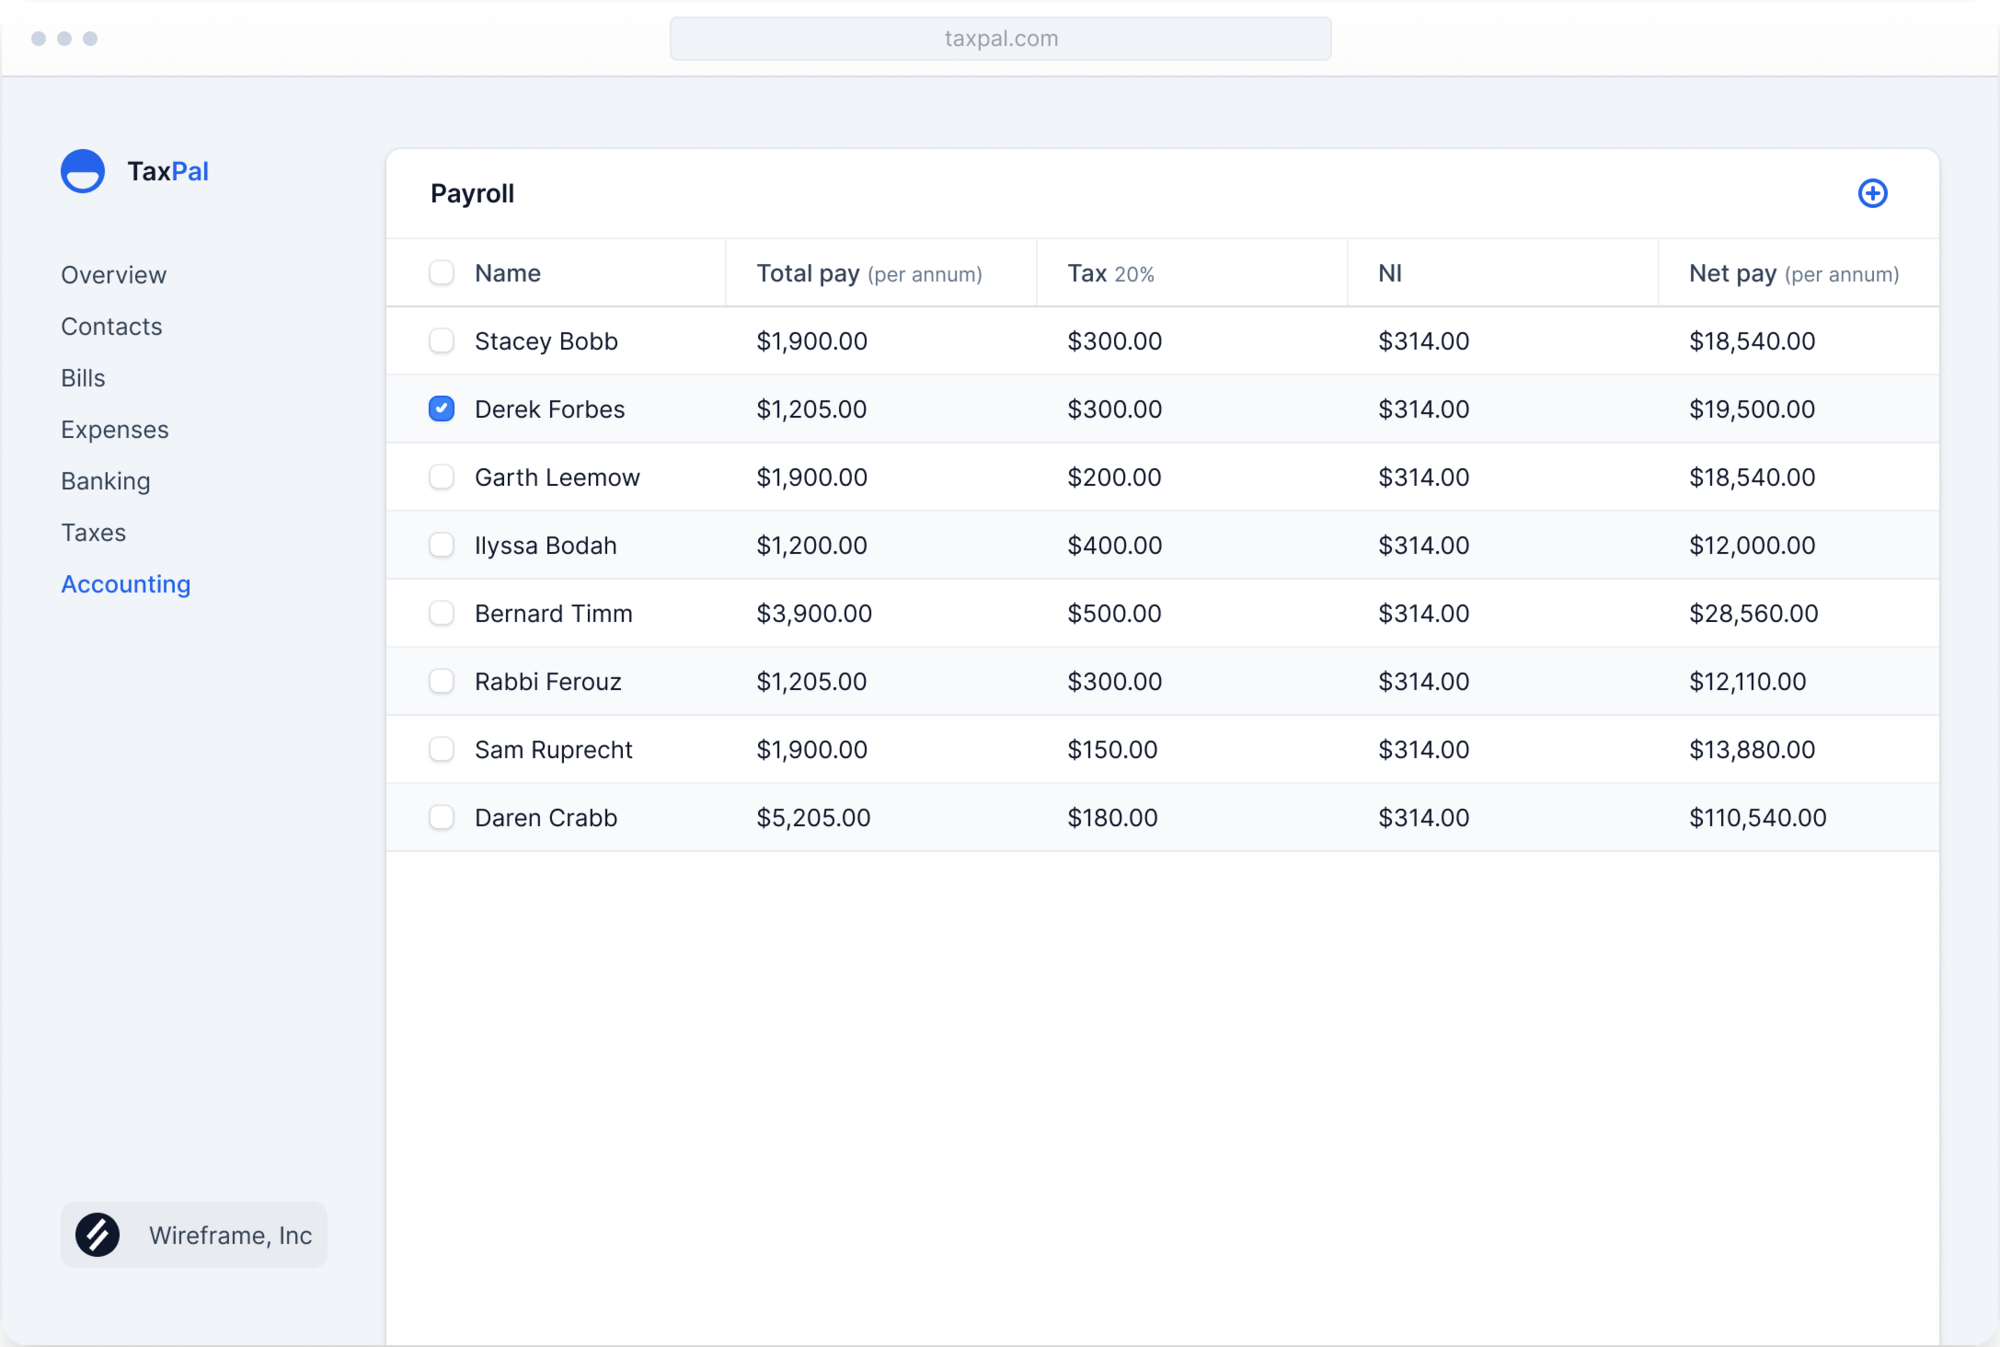 taxpal.com
TaxPal
Overview
Contacts
Bills
Expenses
Banking
Taxes
Accounting
Wireframe, Inc
Payroll
Name Total pay (per annum) Tax 20% NI Net pay (per annum)
Stacey Bobb $1,900.00 $300.00 $314.00 $18,540.00
Derek Forbes $1,205.00 $300.00 $314.00 $19,500.00
Garth Leemow $1,900.00 $200.00 $314.00 $18,540.00
Ilyssa Bodah $1,200.00 $400.00 $314.00 $12,000.00
Bernard Timm $3,900.00 $500.00 $314.00 $28,560.00
Rabbi Ferouz $1,205.00 $300.00 $314.00 $12,110.00
Sam Ruprecht $1,900.00 $150.00 $314.00 $13,880.00
Daren Crabb $5,205.00 $180.00 $314.00 $110,540.00